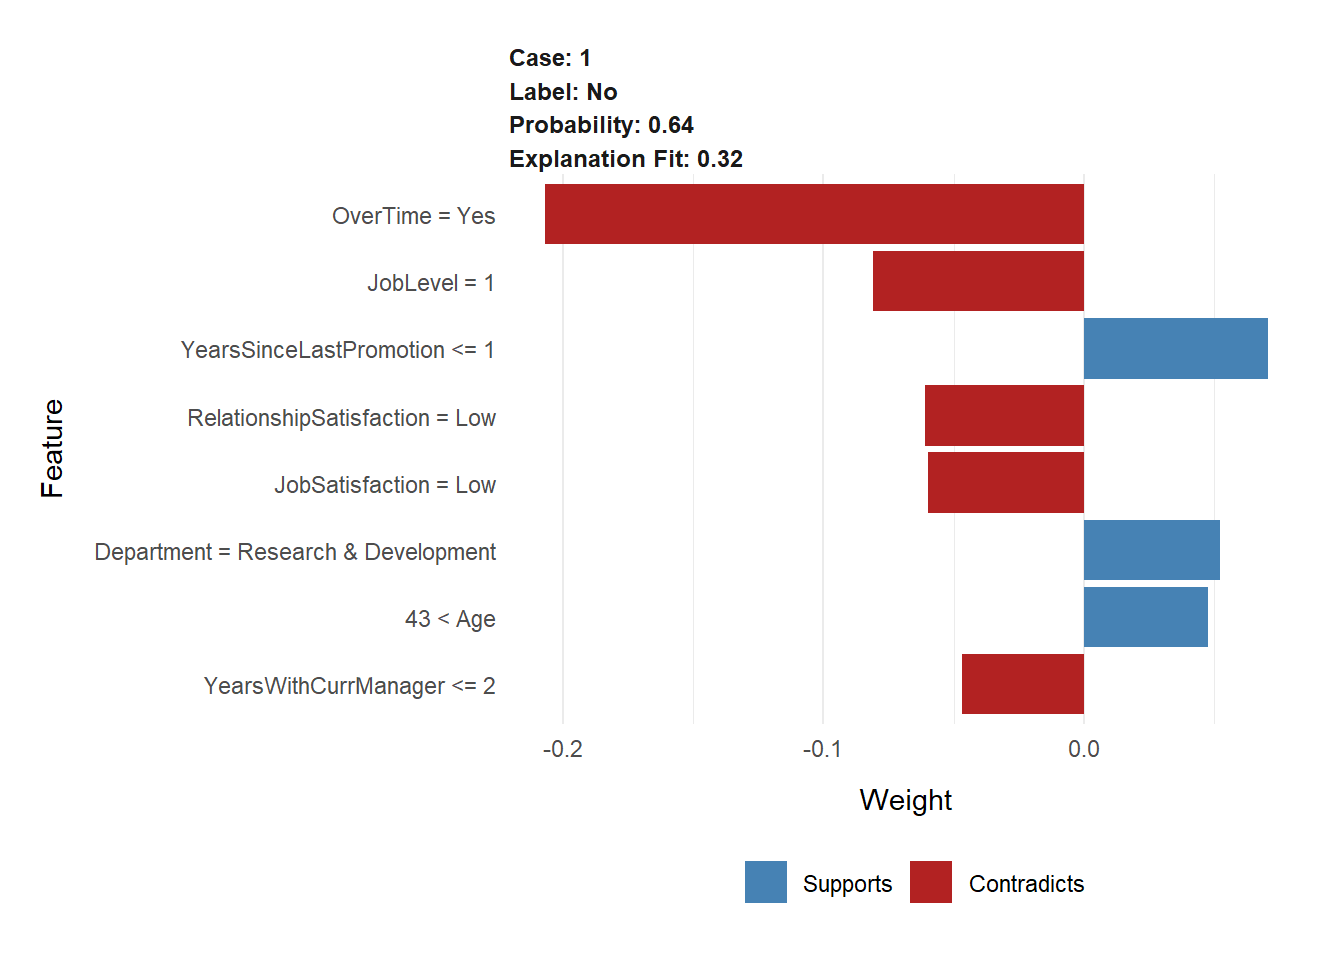 Case: 1
Label: No
Probability: 0.64
Explanation Fit: 0.32
OverTime = Yes
JobLevel = 1
YearsSinceLastPromotion <= 1
RelationshipSatisfaction = Low
JobSatisfaction = Low
Department = Research & Development
43 < Age
YearsWithCurrManager <= 2
Feature
-0.2 -0.1 0.0
Weight
Supports Contradicts